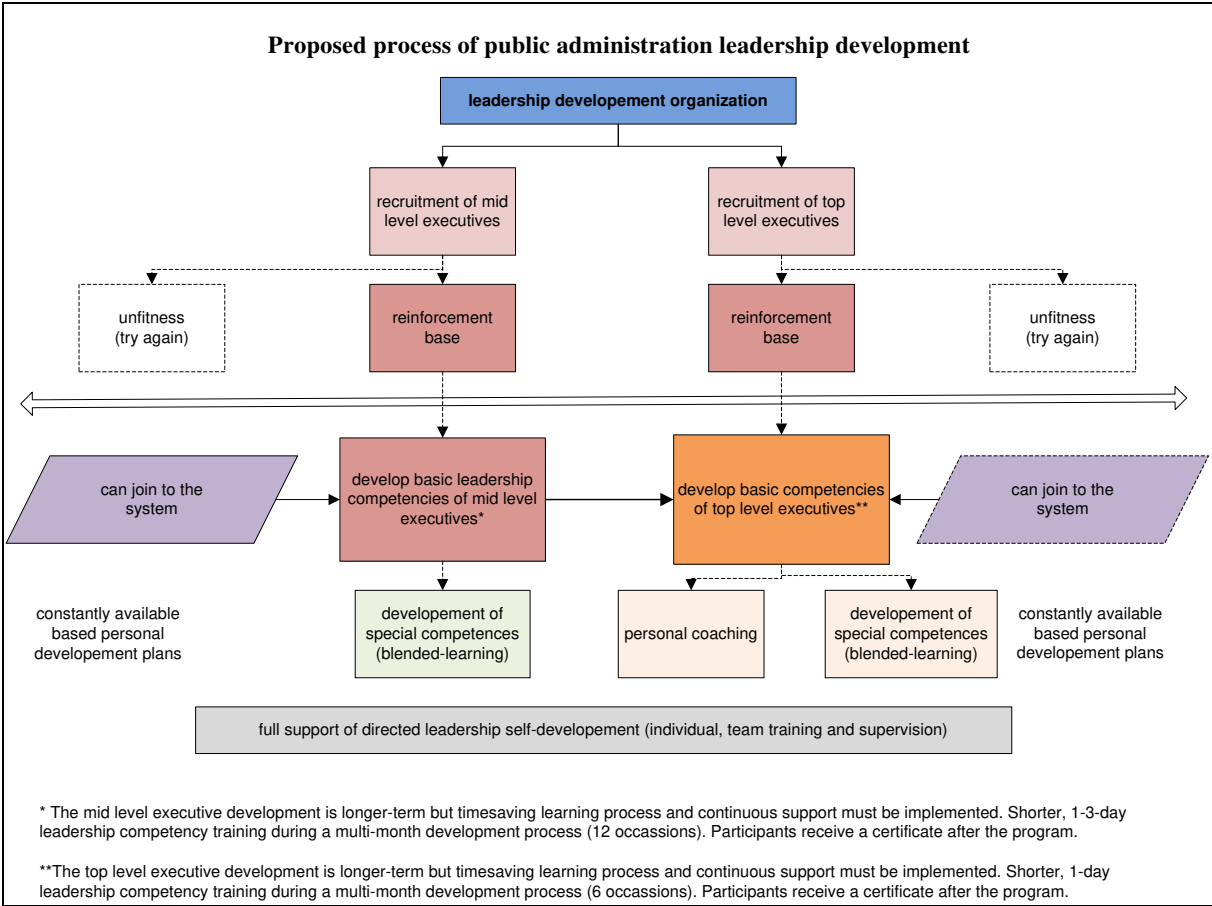 Proposed process of public administration leadership development
leadership developement organization
recruitment of mid
level executives
recruitment of top
level executives
unfitness
(try again)
reinforcement
base
reinforcement
base
unfitness
(try again)
can join to the
system
develop basic leadership
competencies of mid level
executives*
develop basic competencies
of top level executives**
can join to the
system
constantly available
based personal
developement plans
developement of
special competences
(blended-learning)
personal coaching
developement of
special competences
(blended-learning)
constantly available
based personal
developement plans
full support of directed leadership self-developement (individual, team training and supervision)
* The mid level executive development is longer-term but timesaving learning process and continuous support must be implemented. Shorter, 1-3-day
leadership competency training during a multi-month development process (12 occassions). Participants receive a certificate after the program.
**The top level executive development is longer-term but timesaving learning process and continuous support must be implemented. Shorter, 1-day
leadership competency training during a multi-month development process (6 occassions). Participants receive a certificate after the program.